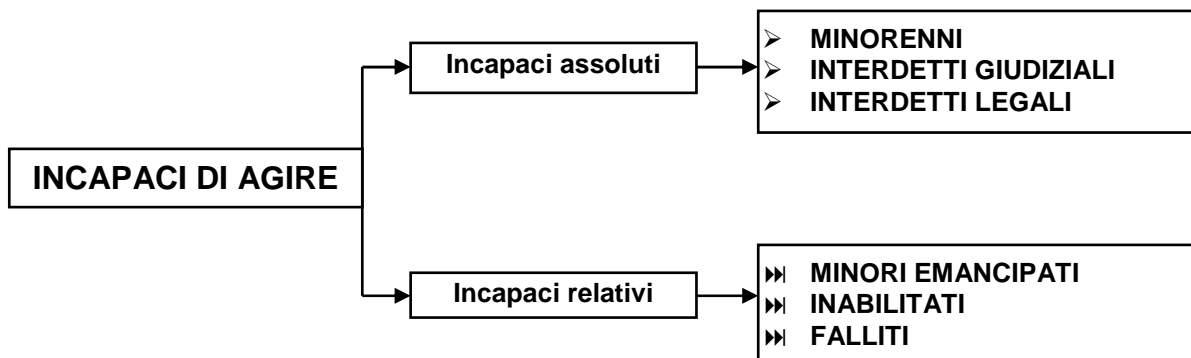 INCAPACI DI AGIRE
Incapaci assoluti
➢ MINORENNI
➢ INTERDETTI GIUDIZIALI
➢ INTERDETTI LEGALI
Incapaci relativi
⏭ MINORI EMANCIPATI
⏭ INABILITATI
⏭ FALLITI